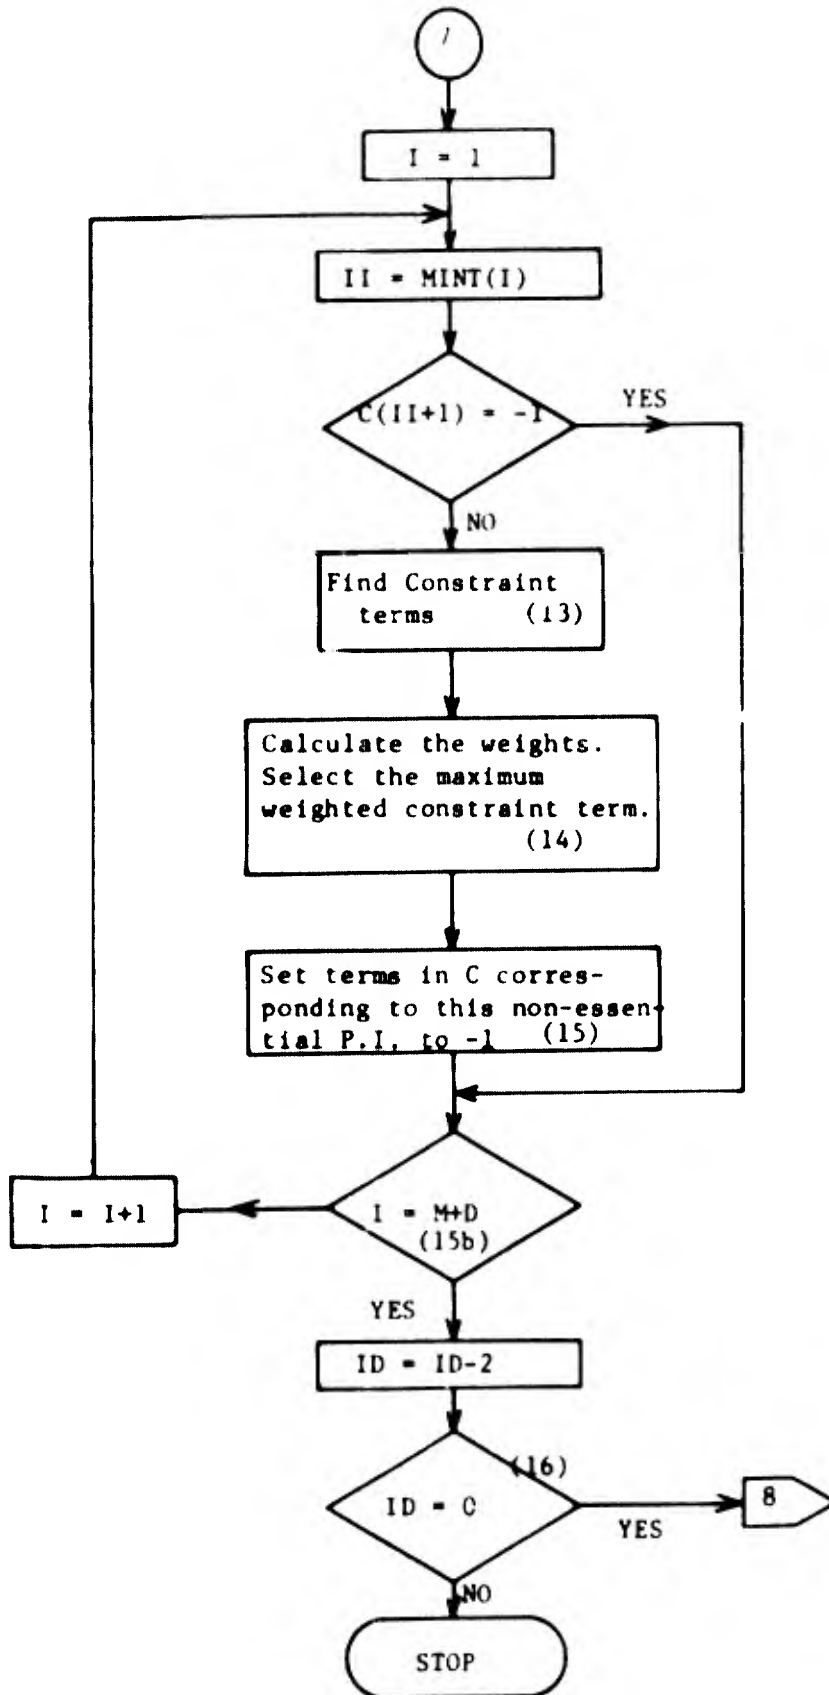 I = 1
II = MINT(I)
C(II+1) = -1
YES
NO
Find Constraint
terms (13)
Calculate the weights.
Select the maximum
weighted constraint term.
(14)
Set terms in C corres-
ponding to this non-essen-
tial P.I. to -1 (15)
I = I+1
I = M+D
(15b)
YES
ID = ID-2
(16)
ID = 0
8
YES
NO
STOP